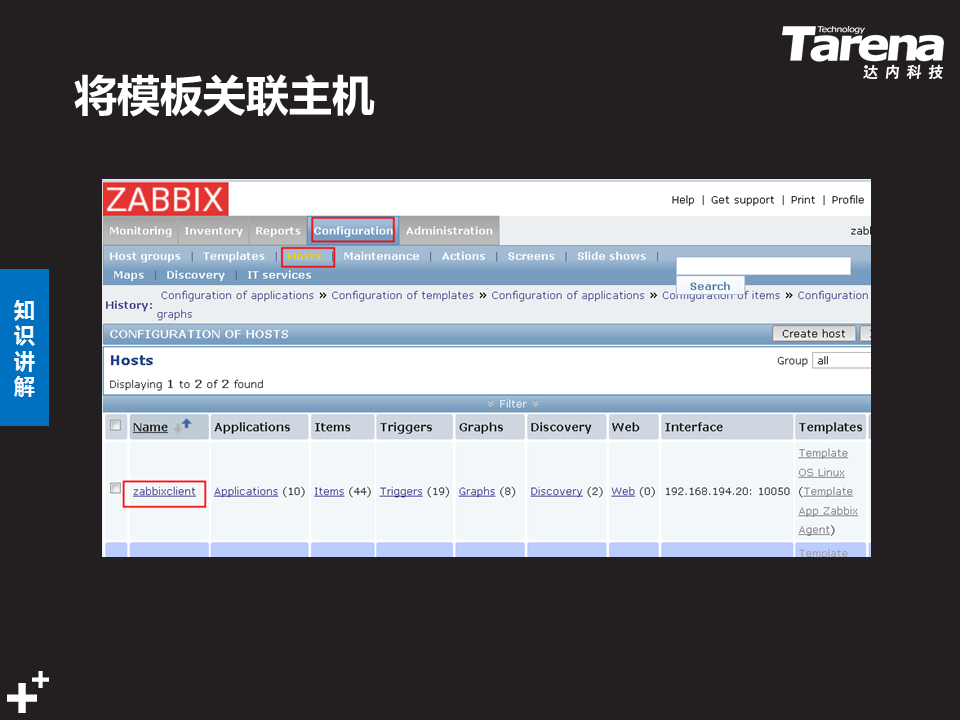 Technology
Tarena
达内科技
将模板关联主机
知识讲解
ZABBIX
Help | Get support | Print | Profile
Monitoring Inventory Reports Configuration Administration
Host groups | Templates | Hosts | Maintenance | Actions | Screens | Slide shows |
Maps | Discovery | IT services
Search
History: Configuration of applications » Configuration of templates » Configuration of applications » Configuration of items » Configuration
graphs
CONFIGURATION OF HOSTS Create host
Hosts Group all
Displaying 1 to 2 of 2 found
Filter
Name Applications Items Triggers Graphs Discovery Web Interface Templates
zabbixclient Applications (10) Items (44) Triggers (19) Graphs (8) Discovery (2) Web (0) 192.168.194.20: 10050
Template
OS Linux
(Template
App Zabbix
Agent)
Template